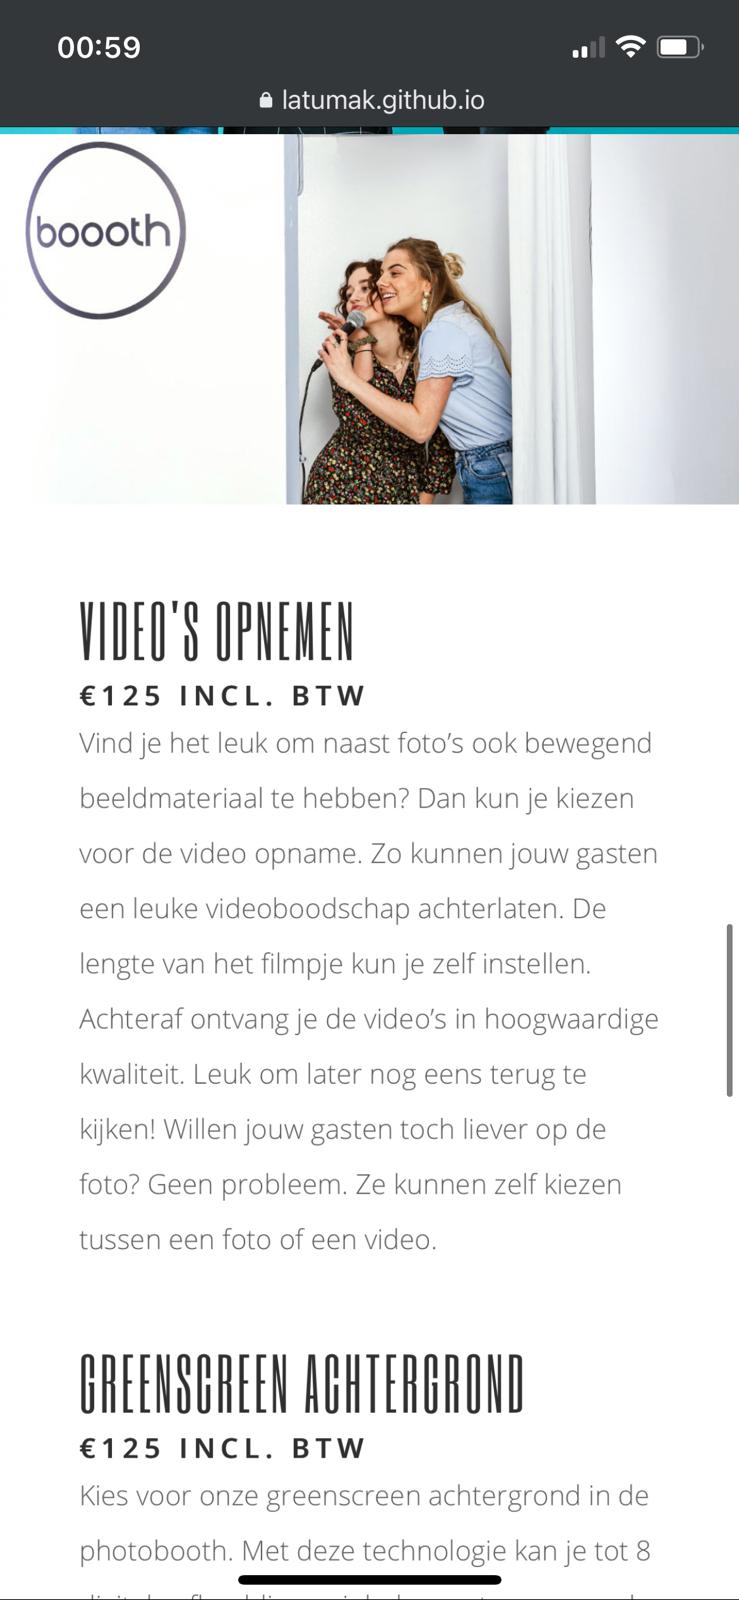 00:59
latumak.github.io
boooth
VIDEO'S OPNEMEN
€125 INCL. BTW
Vind je het leuk om naast foto’s ook bewegend
beeldmateriaal te hebben? Dan kun je kiezen
voor de video opname. Zo kunnen jouw gasten
een leuke videoboodschap achterlaten. De
lengte van het filmpje kun je zelf instellen.
Achteraf ontvang je de video’s in hoogwaardige
kwaliteit. Leuk om later nog eens terug te
kijken! Willen jouw gasten toch liever op de
foto? Geen probleem. Ze kunnen zelf kiezen
tussen een foto of een video.
GREENSCREEN ACHTERGROND
€125 INCL. BTW
Kies voor onze greenscreen achtergrond in de
photobooth. Met deze technologie kan je tot 8